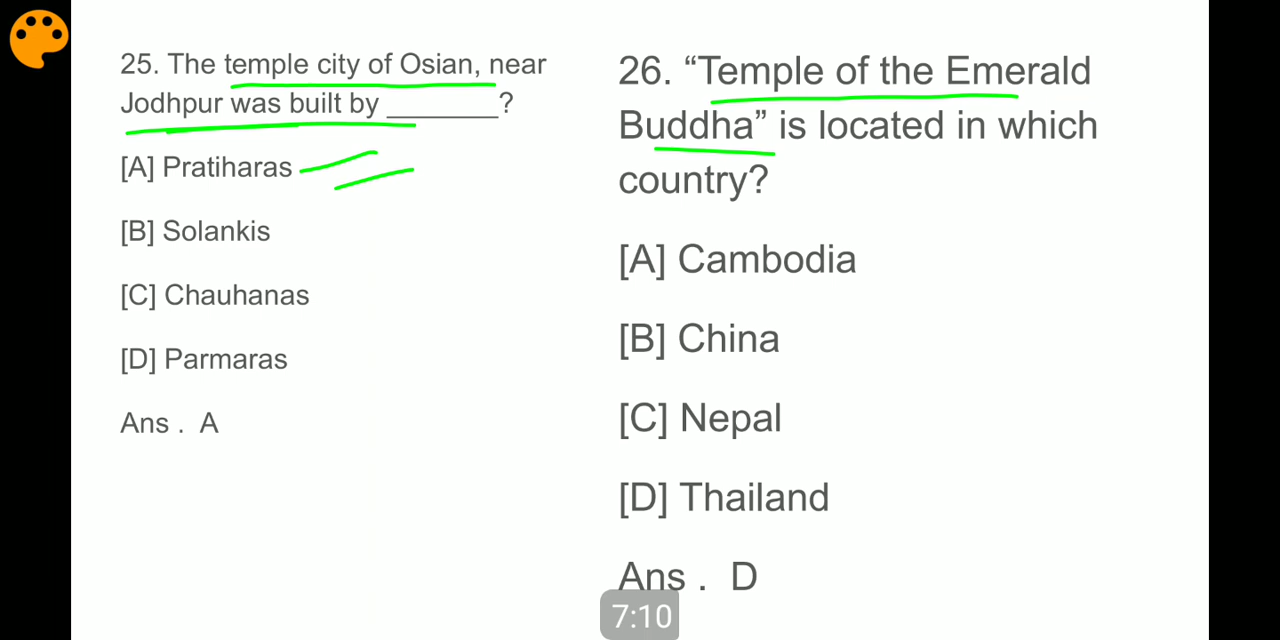 25. The temple city of Osian, near
Jodhpur was built by ________?
[A] Pratiharas
[B] Solankis
[C] Chauhanas
[D] Parmaras
Ans . A
26. “Temple of the Emerald
Buddha” is located in which
country?
[A] Cambodia
[B] China
[C] Nepal
[D] Thailand
Ans . D
7:10